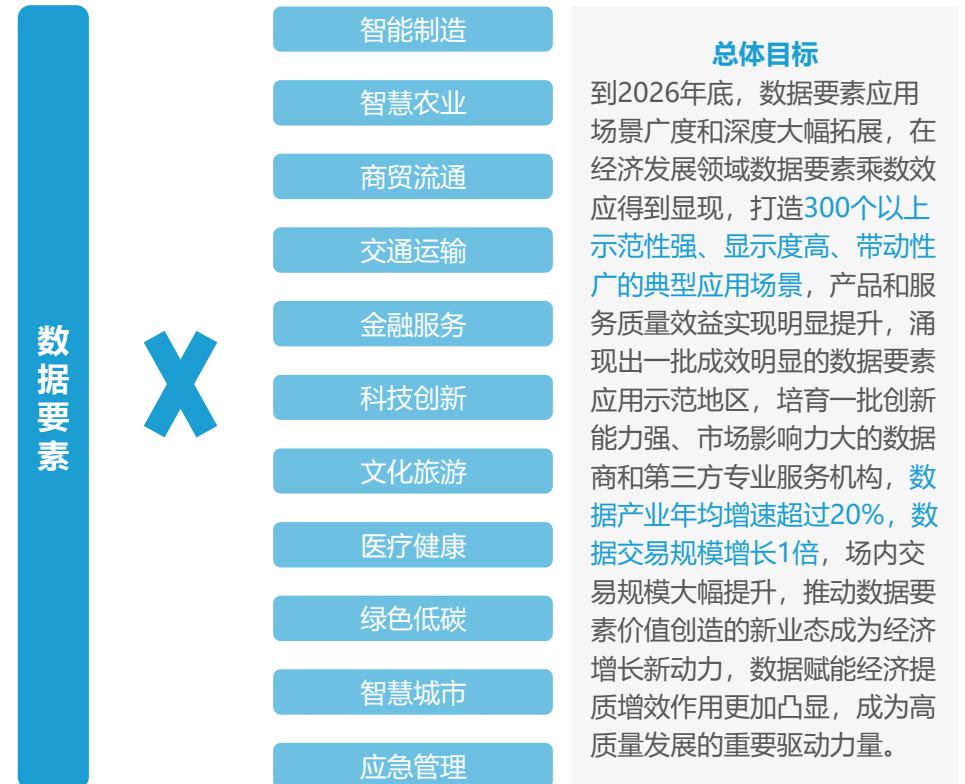 数据要素
智能制造
智慧农业
商贸流通
交通运输
金融服务
科技创新
文化旅游
医疗健康
绿色低碳
智慧城市
应急管理
总体目标
到2026年底，数据要素应用
场景广度和深度大幅拓展，在
经济发展领域数据要素乘数效
应得到显现，打造300个以上
示范性强、显示度高、带动性
广的典型应用场景，产品和服
务质量效益实现明显提升，涌
现出一批成效明显的数据要素
应用示范地区，培育一批创新
能力强、市场影响力大的数据
商和第三方专业服务机构，数
据产业年均增速超过20%，数
据交易规模增长1倍，场内交
易规模大幅提升，推动数据要
素价值创造的新业态成为经济
增长新动力，数据赋能经济提
质增效作用更加凸显，成为高
质量发展的重要驱动力量。